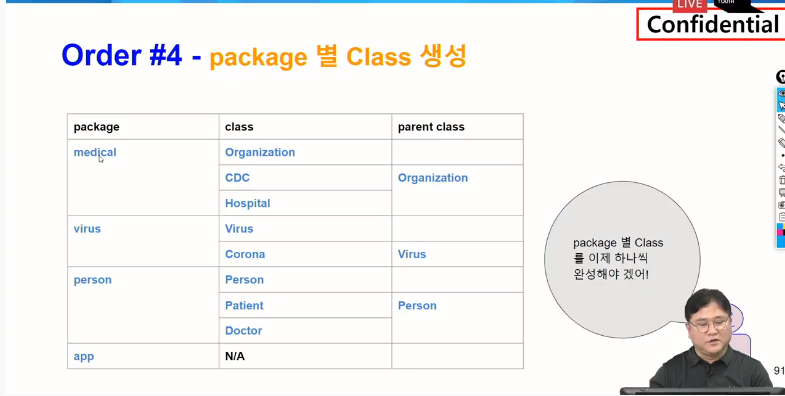 LIVE
YOUTH
Confidential
Order #4 - package 별 Class 생성
package class parent class
medical Organization
CDC Organization
Hospital
virus Virus
Corona Virus
person Person
Patient Person
Doctor
app N/A
package 별 Class
를 이제 하나씩
완성해야 겠어!
91